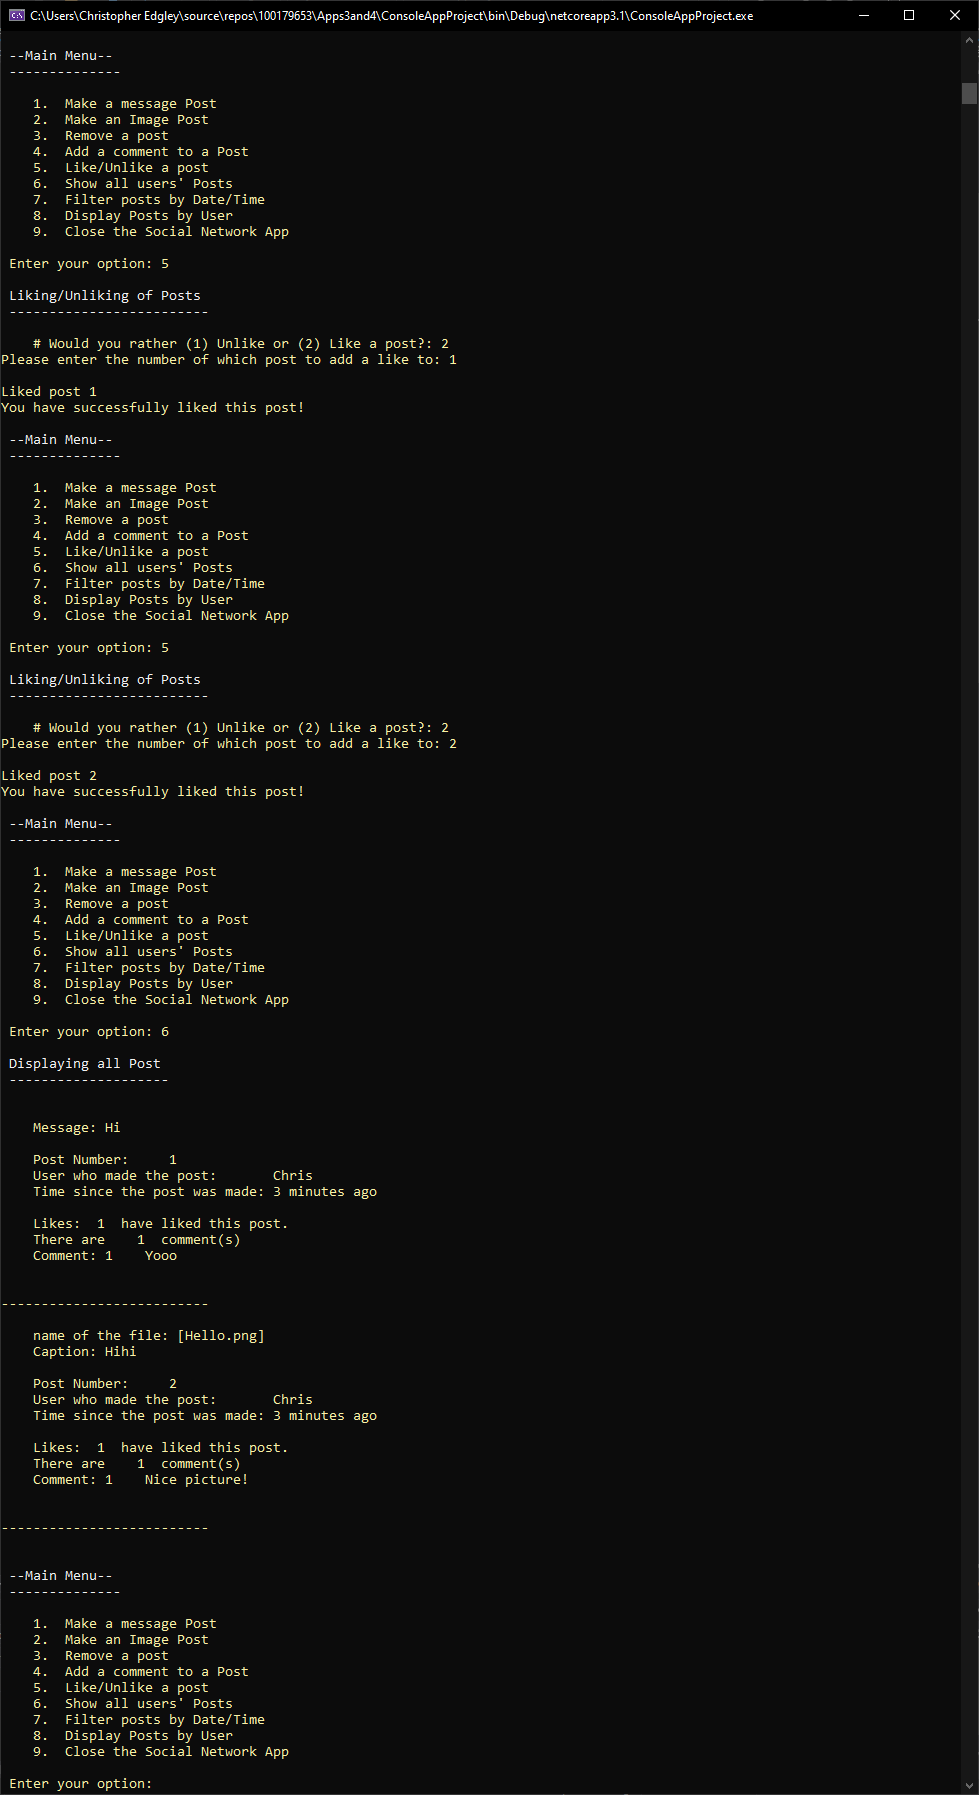 C:\Users\Christopher Edgley\source\repos\100179653\Apps3and4\ConsoleAppProject\bin\Debug\netcoreapp3.1\ConsoleAppProject.exe
--Main Menu--
--------------
1. Make a message Post
2. Make an Image Post
3. Remove a post
4. Add a comment to a Post
5. Like/Unlike a post
6. Show all users' Posts
7. Filter posts by Date/Time
8. Display Posts by User
9. Close the Social Network App
Enter your option: 5
Liking/Unliking of Posts
-------------------------
# Would you rather (1) Unlike or (2) Like a post?: 2
Please enter the number of which post to add a like to: 1
Liked post 1
You have successfully liked this post!
--Main Menu--
--------------
1. Make a message Post
2. Make an Image Post
3. Remove a post
4. Add a comment to a Post
5. Like/Unlike a post
6. Show all users' Posts
7. Filter posts by Date/Time
8. Display Posts by User
9. Close the Social Network App
Enter your option: 5
Liking/Unliking of Posts
-------------------------
# Would you rather (1) Unlike or (2) Like a post?: 2
Please enter the number of which post to add a like to: 2
Liked post 2
You have successfully liked this post!
--Main Menu--
--------------
1. Make a message Post
2. Make an Image Post
3. Remove a post
4. Add a comment to a Post
5. Like/Unlike a post
6. Show all users' Posts
7. Filter posts by Date/Time
8. Display Posts by User
9. Close the Social Network App
Enter your option: 6
Displaying all Post
--------------------
Message: Hi
Post Number: 1
User who made the post: Chris
Time since the post was made: 3 minutes ago
Likes: 1 have liked this post.
There are 1 comment(s)
Comment: 1 Yooo
--------------------------
name of the file: [Hello.png]
Caption: Hihi
Post Number: 2
User who made the post: Chris
Time since the post was made: 3 minutes ago
Likes: 1 have liked this post.
There are 1 comment(s)
Comment: 1 Nice picture!
--------------------------
--Main Menu--
--------------
1. Make a message Post
2. Make an Image Post
3. Remove a post
4. Add a comment to a Post
5. Like/Unlike a post
6. Show all users' Posts
7. Filter posts by Date/Time
8. Display Posts by User
9. Close the Social Network App
Enter your option: